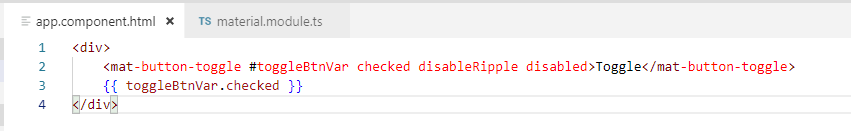 app.component.html ×
TS material.module.ts
1 <div>
2 <mat-button-toggle #toggleBtnVar checked disableRipple disabled>Toggle</mat-button-toggle>
3 {{ toggleBtnVar.checked }}
4 </div>